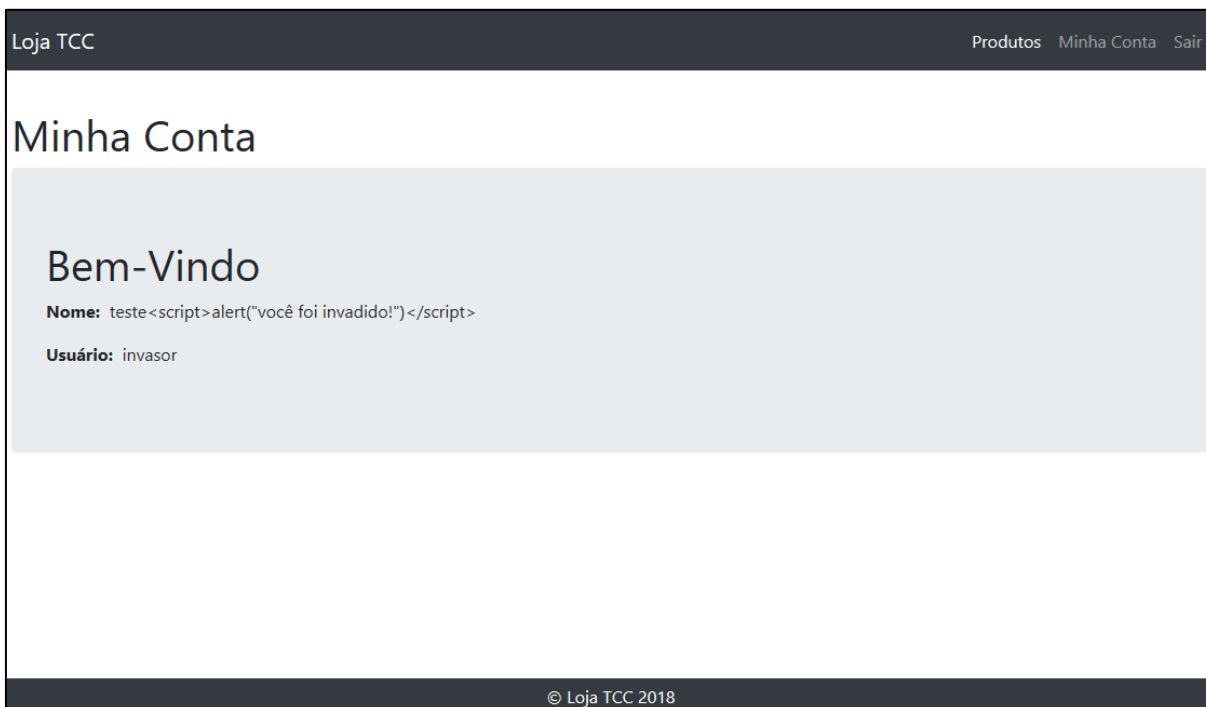 Loja TCC
Produtos Minha Conta Sair
Minha Conta
Bem-Vindo
Nome: teste<script>alert("você foi invadido!")</script>
Usuário: invasor
© Loja TCC 2018